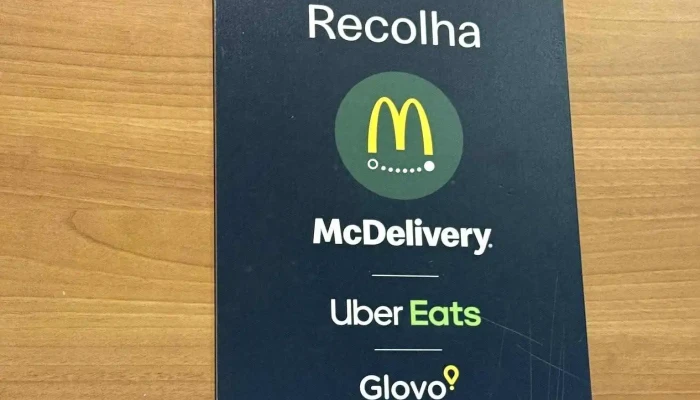 Recolha
McDelivery.
Uber Eats
Glovo